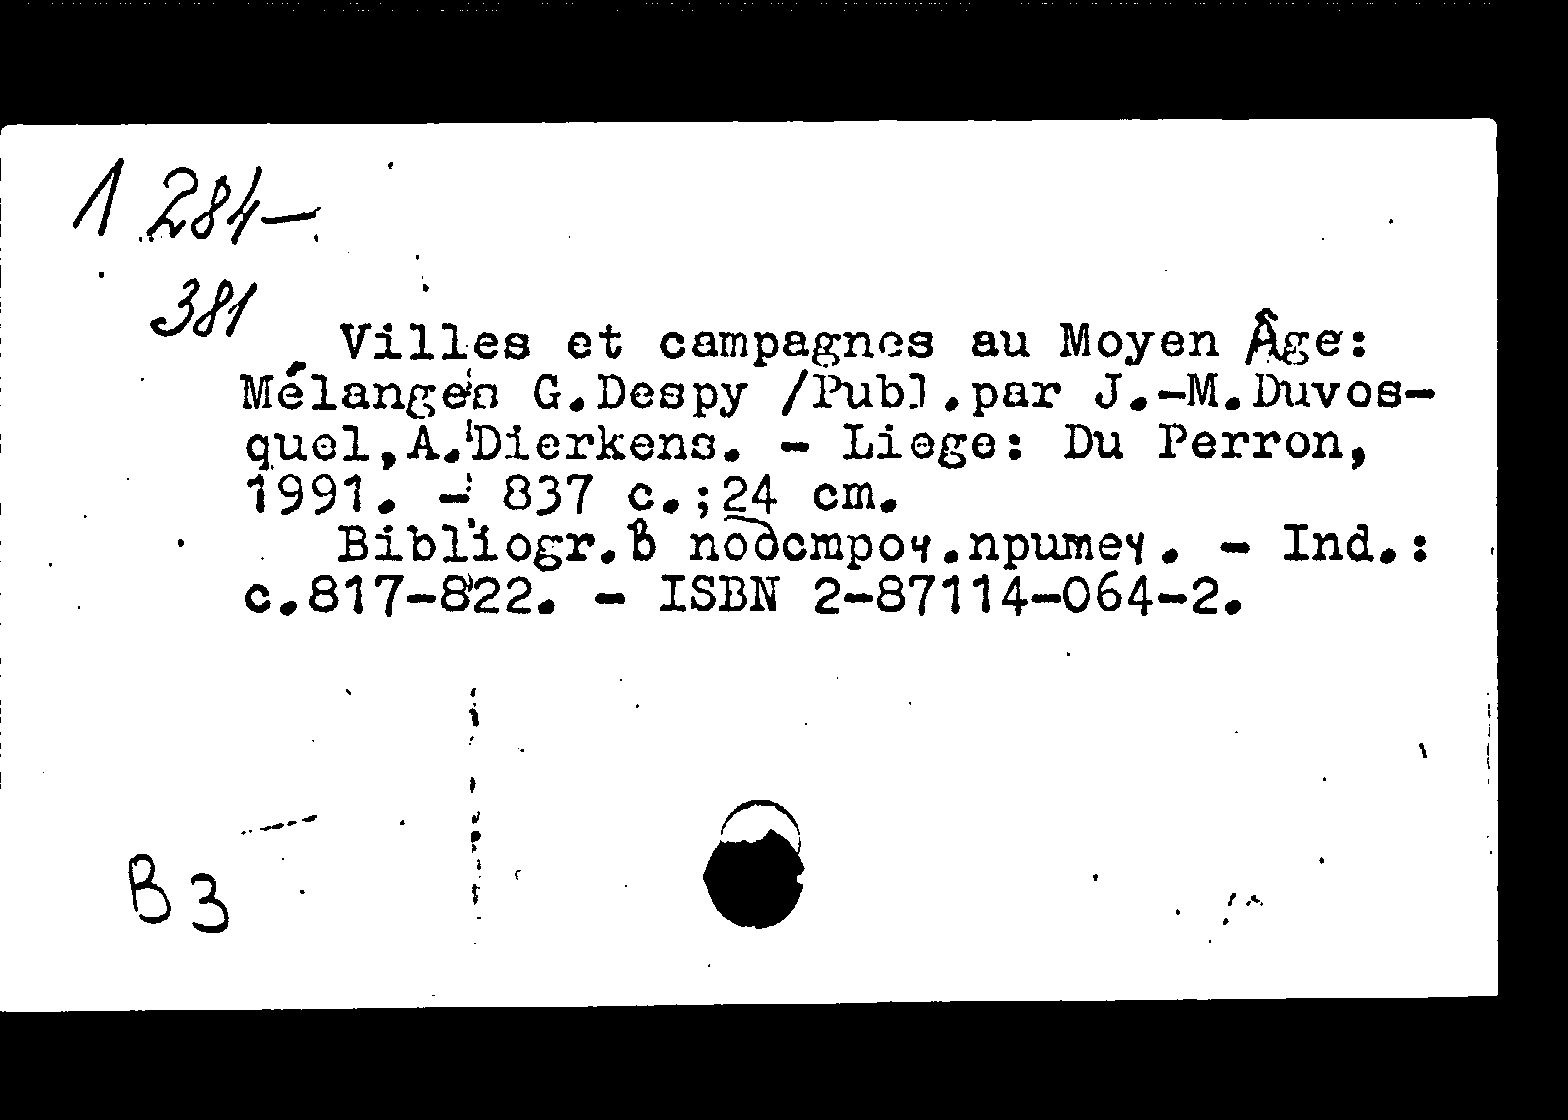 1 284-
381
Villes et campagnes au Moyen Âge:
Mélanges G.Despy /Publ.par J.-M.Duvos-
quel,A.Dierkens. - Liege: Du Perron,
1991. - 837 c.;24 cm.
Bibliogr.в подстроч.примеч. - Ind.:
c.817-822. - ISBN 2-87114-064-2.
В 3